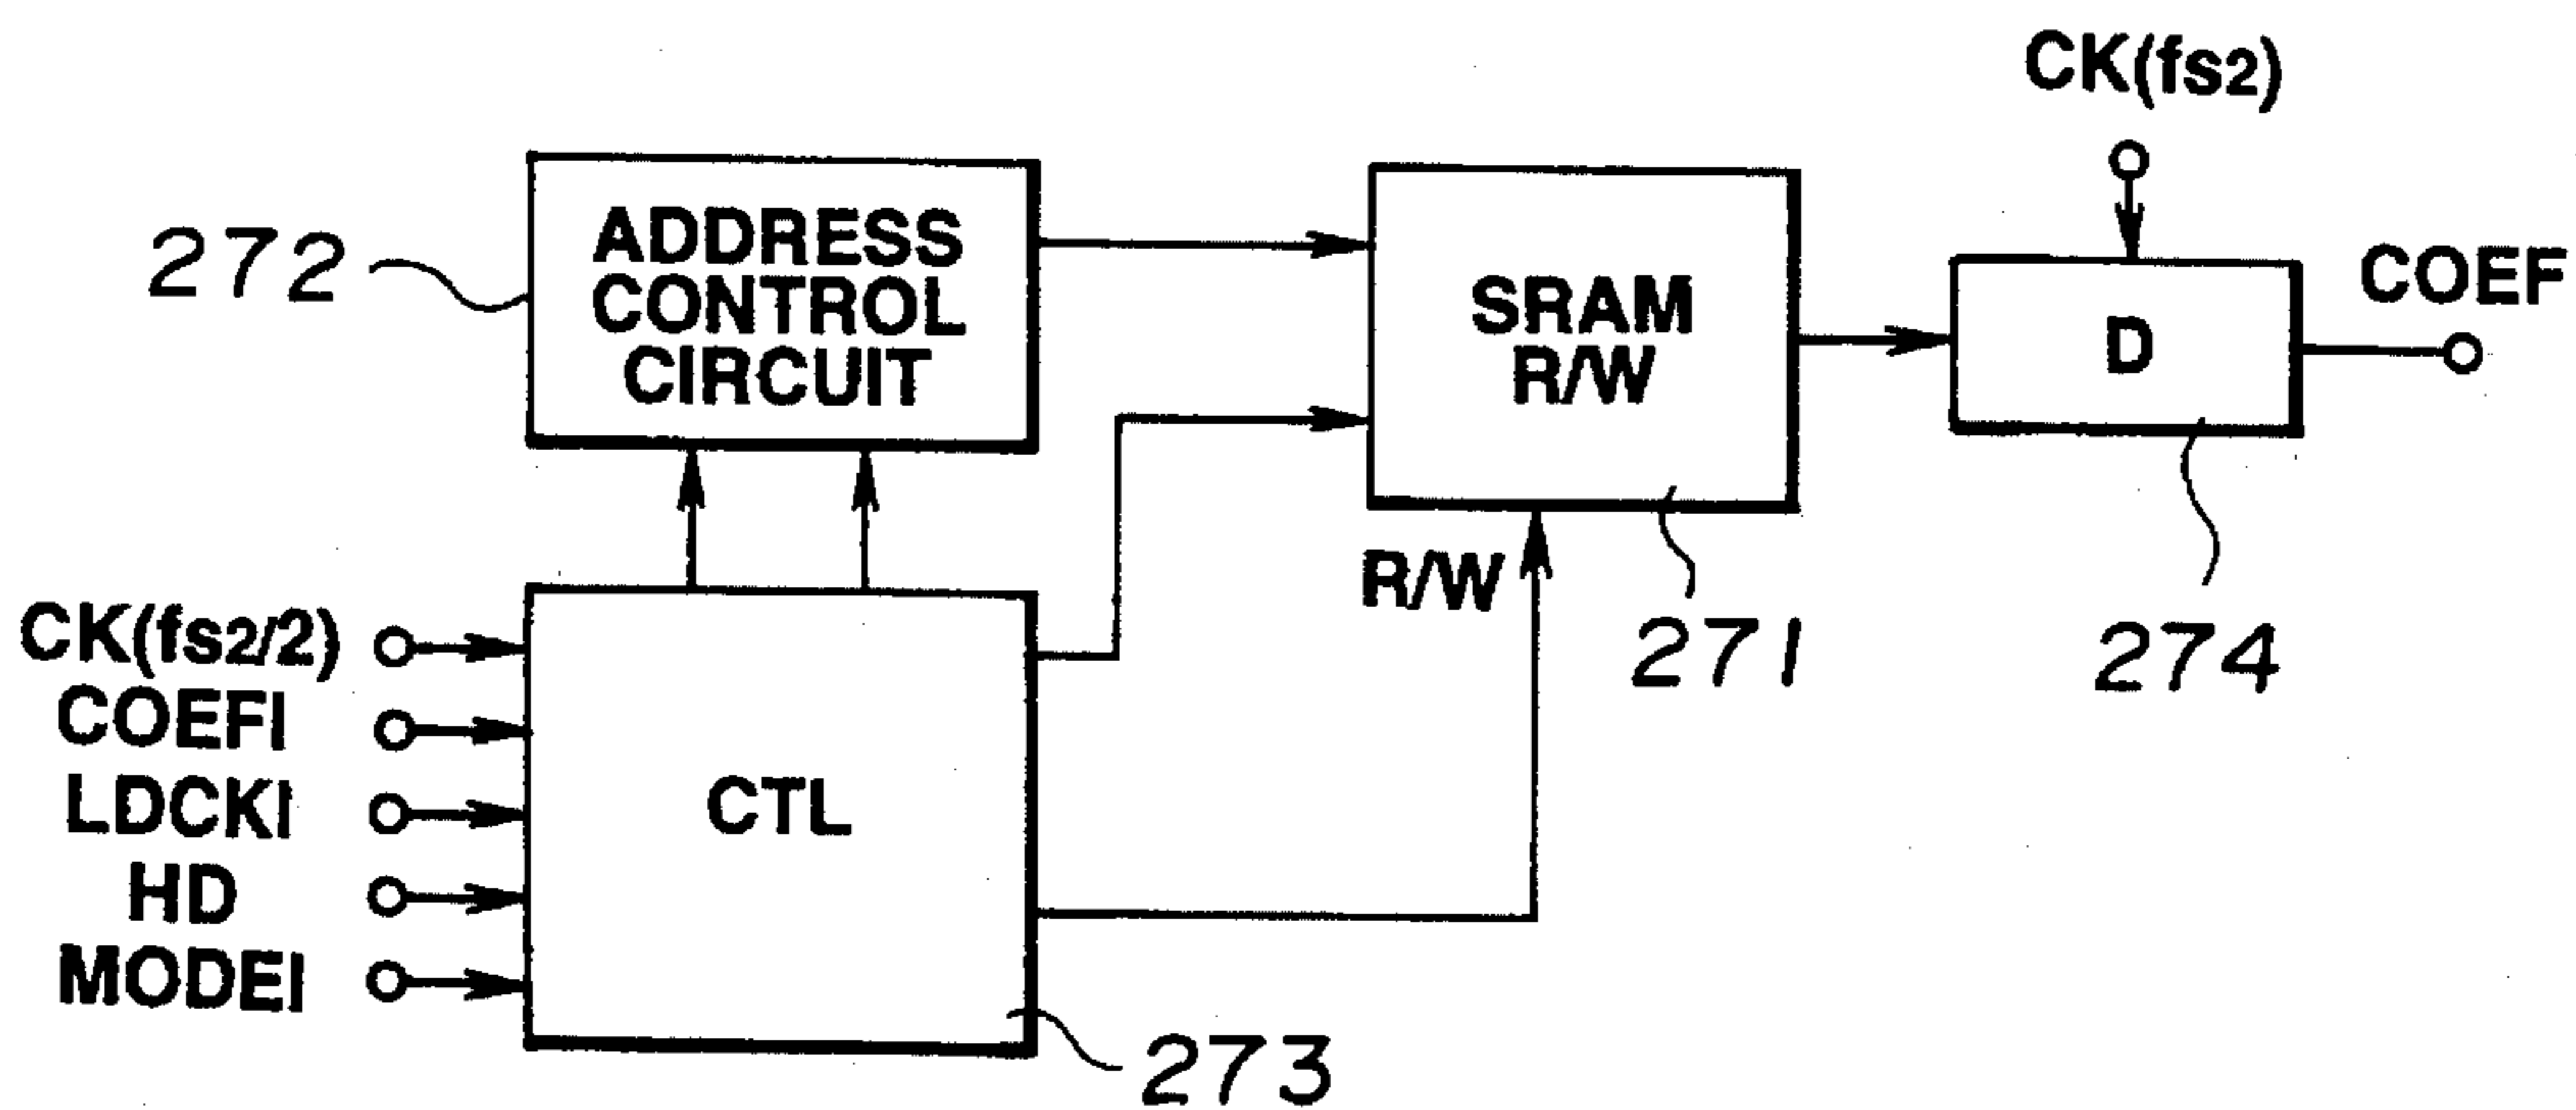 CK(fs2)
272
ADDRESS
CONTROL
CIRCUIT
SRAM
R/W
D
COEF
R/W
271
274
CK(fs2/2)
COEFI
LDCKI
HD
MODEI
CTL
273